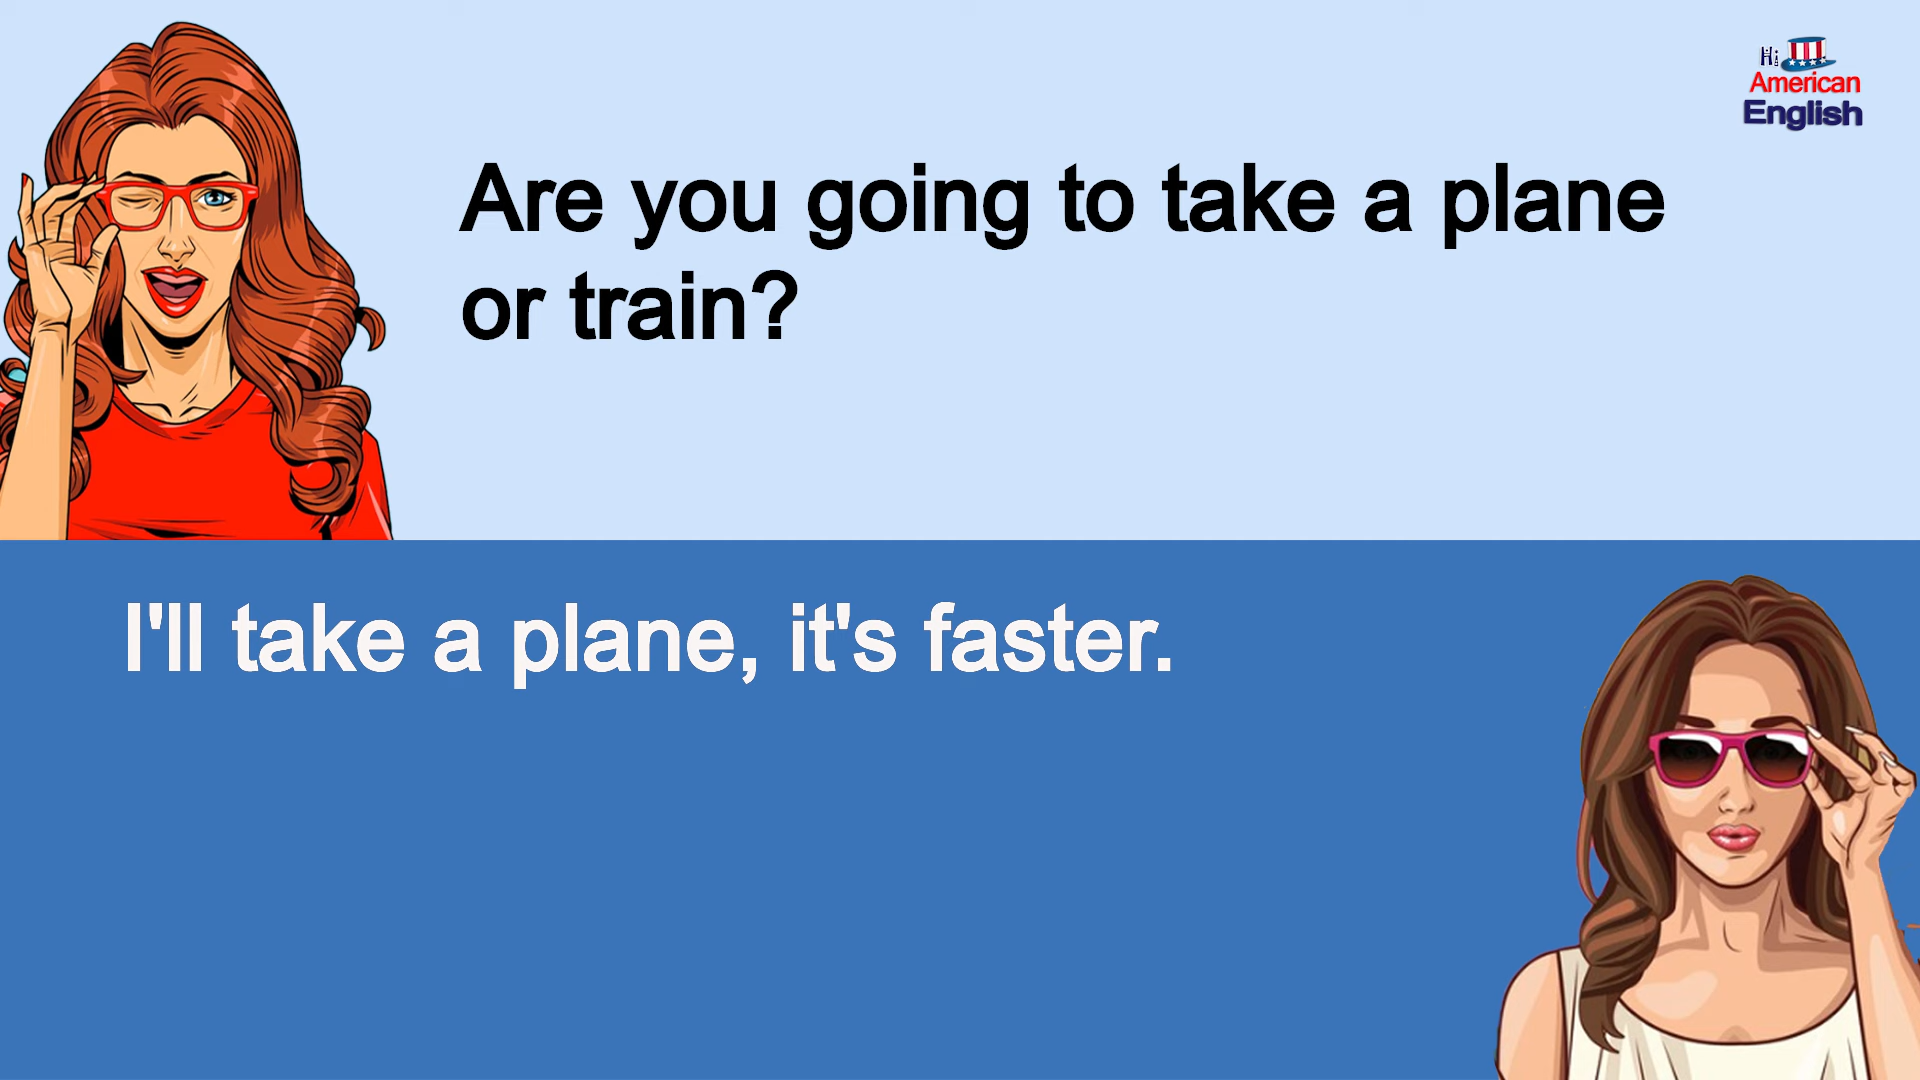 Hi
American
English
Are you going to take a plane
or train?
I'll take a plane, it's faster.